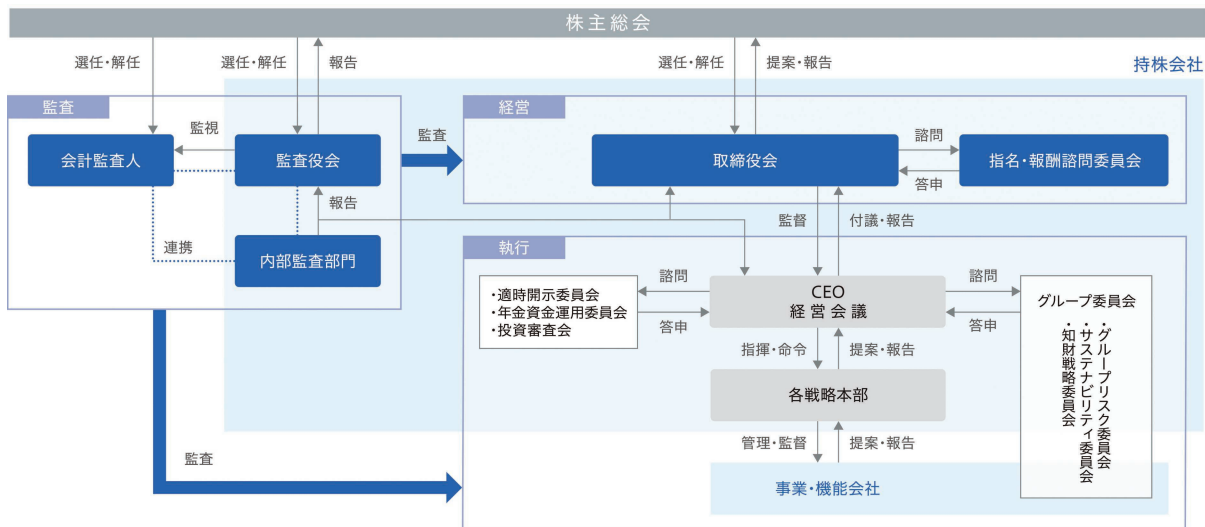 株主総会
選任・解任
選任・解任
報告
選任・解任
提案・報告
持株会社
監査
経営
会計監査人
監視
監査役会
監査
取締役会
諮問
答申
指名・報酬諮問委員会
報告
連携
内部監査部門
監督
付議・報告
執行
・適時開示委員会
・年金資金運用委員会
・投資審査会
諮問
答申
CEO
経営会議
諮問
答申
グループ委員会
・グループリスク委員会
・サステナビリティ委員会
・知財戦略委員会
指揮・命令
提案・報告
各戦略本部
管理・監督
提案・報告
監査
事業・機能会社